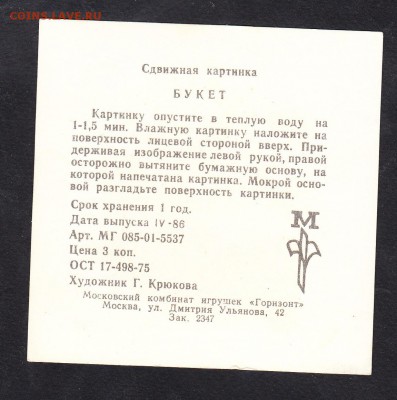 COINS.LAVE.RU
Сдвижная картинка
БУКЕТ
Картинку опустите в теплую воду на
1-1,5 мин. Влажную картинку наложите на
поверхность лицевой стороной вверх. При-
держивая изображение левой рукой, правой
осторожно вытяните бумажную основу, на
которой напечатана картинка. Мокрой осно-
вой разгладьте поверхность картинки.
Срок хранения 1 год.
Дата выпуска IV-86
Арт. МГ 085-01-5537
Цена 3 коп.
ОСТ 17-498-75
Художник Г. Крюкова
М
Московский комбинат игрушек «Горизонт»
Москва, ул. Дмитрия Ульянова, 42
Зак. 2347